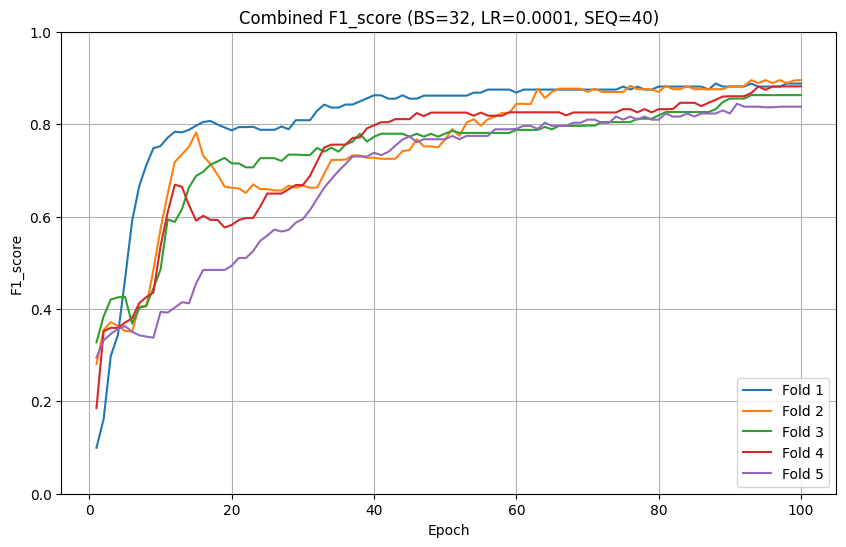 Combined F1_score (BS=32, LR=0.0001, SEQ=40)
1.0
0.8
0.6
0.4
0.2
0.0
F1_score
0 20 40 60 80 100
Epoch
Fold 1
Fold 2
Fold 3
Fold 4
Fold 5